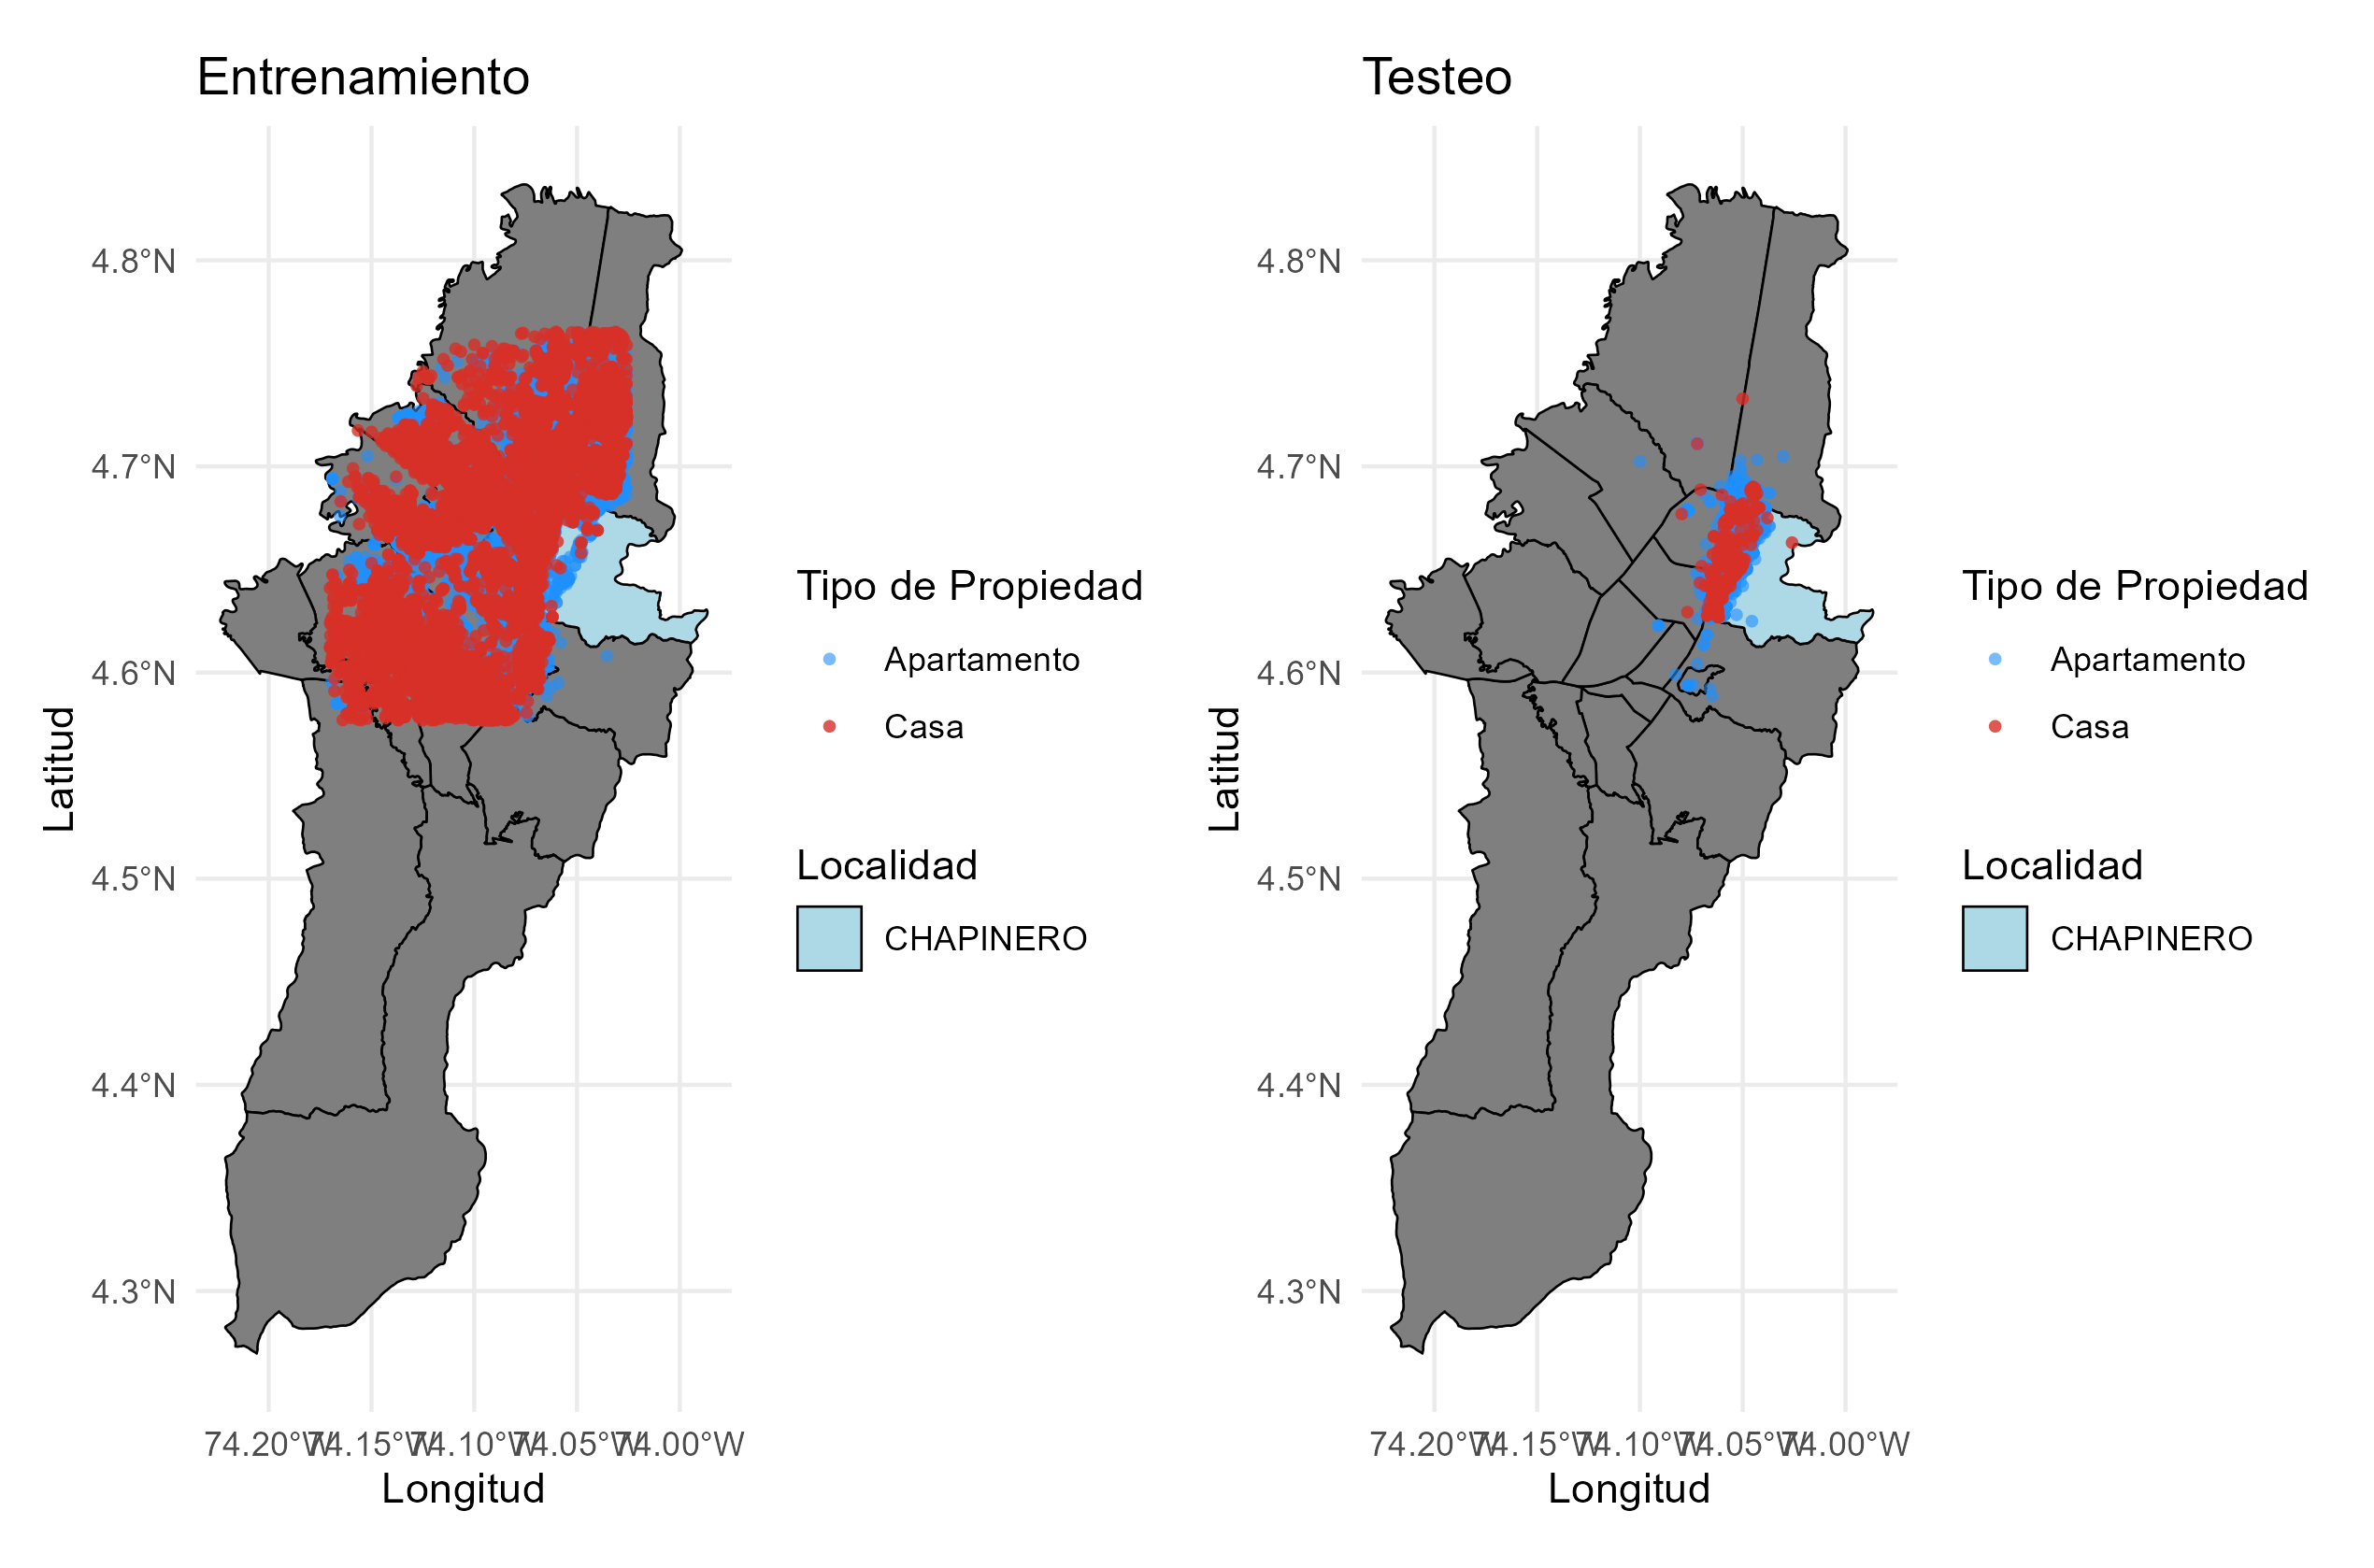 Entrenamiento
4.8°N
4.7°N
4.6°N
4.5°N
4.4°N
4.3°N
Latitud
74.20°W 74.15°W 74.10°W 74.05°W 74.00°W
Longitud
Tipo de Propiedad
Apartamento
Casa
Localidad
CHAPINERO
Testeo
4.8°N
4.7°N
4.6°N
4.5°N
4.4°N
4.3°N
Latitud
74.20°W 74.15°W 74.10°W 74.05°W 74.00°W
Longitud
Tipo de Propiedad
Apartamento
Casa
Localidad
CHAPINERO